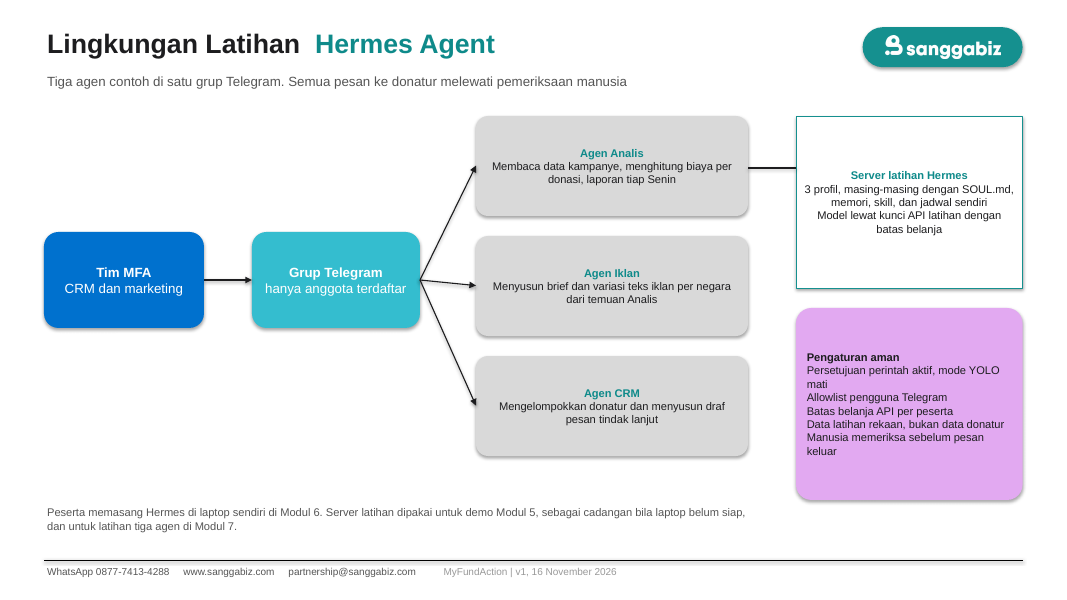 Lingkungan Latihan Hermes Agent
sanggabiz
Tiga agen contoh di satu grup Telegram. Semua pesan ke donatur melewati pemeriksaan manusia
Tim MFA
CRM dan marketing
Grup Telegram
hanya anggota terdaftar
Agen Analis
Membaca data kampanye, menghitung biaya per
donasi, laporan tiap Senin
Agen Iklan
Menyusun brief dan variasi teks iklan per negara
dari temuan Analis
Agen CRM
Mengelompokkan donatur dan menyusun draf
pesan tindak lanjut
Server latihan Hermes
3 profil, masing-masing dengan SOUL.md,
memori, skill, dan jadwal sendiri
Model lewat kunci API latihan dengan
batas belanja
Pengaturan aman
Persetujuan perintah aktif, mode YOLO
mati
Allowlist pengguna Telegram
Batas belanja API per peserta
Data latihan rekaan, bukan data donatur
Manusia memeriksa sebelum pesan
keluar
Peserta memasang Hermes di laptop sendiri di Modul 6. Server latihan dipakai untuk demo Modul 5, sebagai cadangan bila laptop belum siap,
dan untuk latihan tiga agen di Modul 7.
WhatsApp 0877-7413-4288 www.sanggabiz.com partnership@sanggabiz.com MyFundAction | v1, 16 November 2026